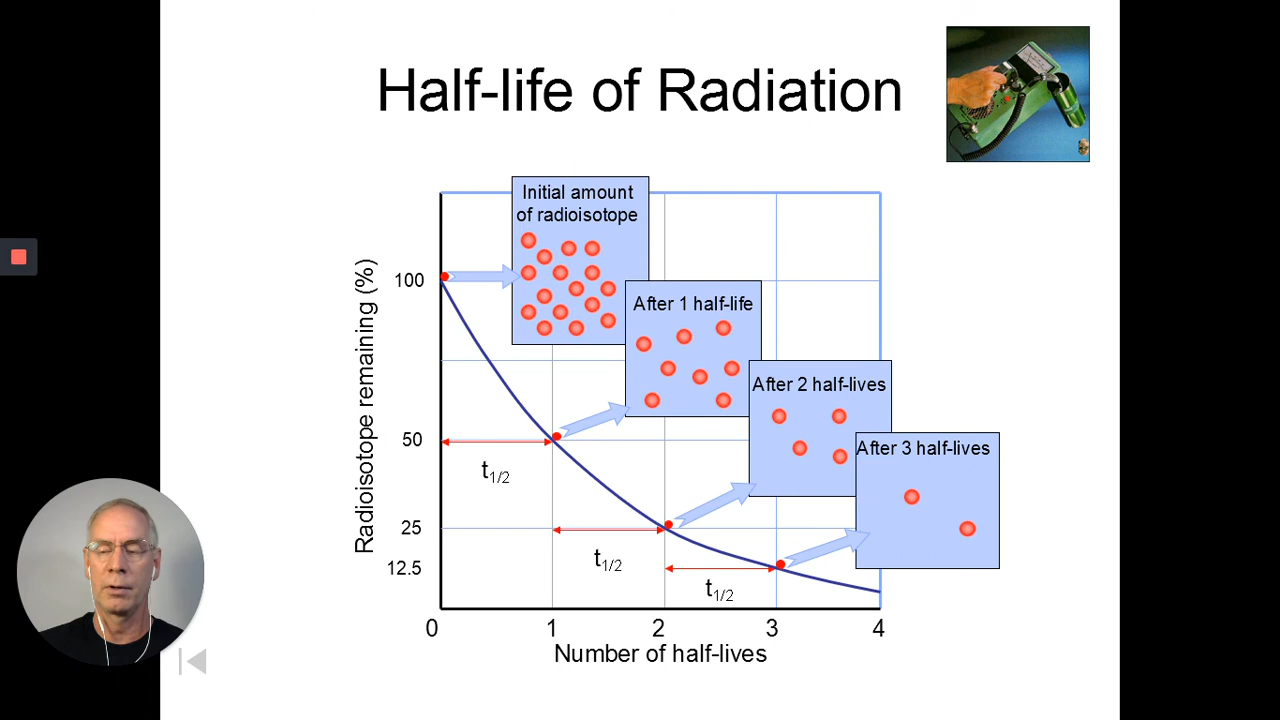 Half-life of Radiation
Initial amount
of radioisotope
After 1 half-life
After 2 half-lives
After 3 half-lives
Radioisotope remaining (%)
100
50
25
12.5
t1/2
t1/2
t1/2
0 1 2 3 4
Number of half-lives